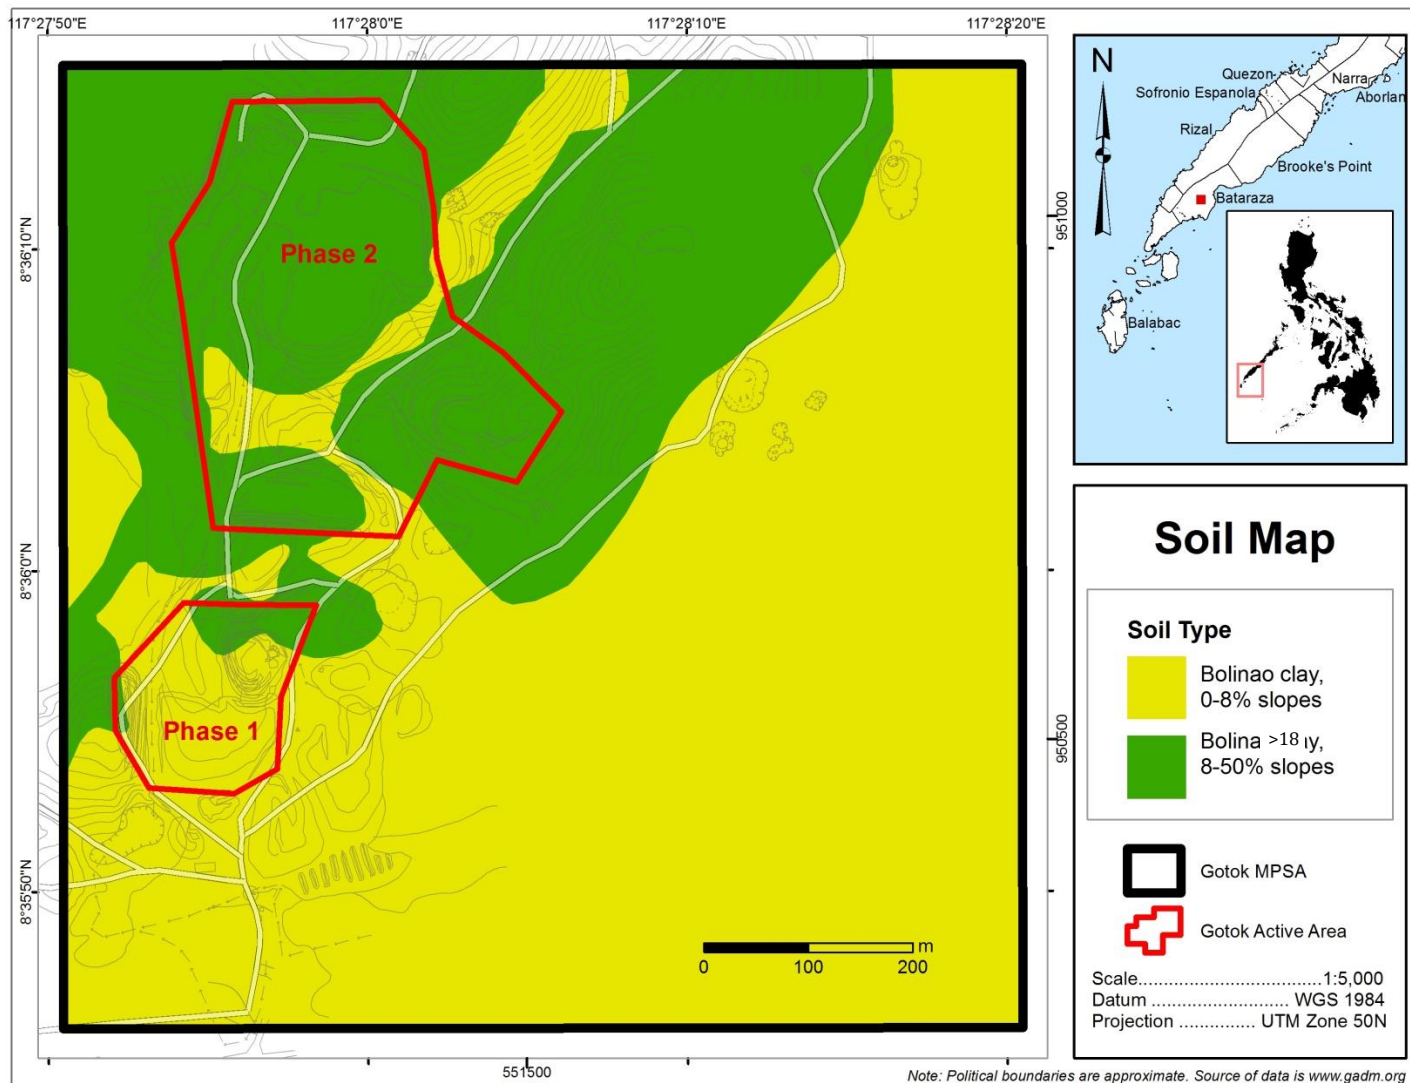 117°27'50"E
117°28'0"E
117°28'10"E
117°28'20"E
8°36'10"N
8°36'0"N
8°35'50"N
951000
950500
551500
Phase 2
Phase 1
m
0 100 200
N
Quezon
Narra
Sofronio Espanola
Aborlan
Rizal
Brooke's Point
Bataraza
Balabac
Soil Map
Soil Type
Bolinao clay,
0-8% slopes
Bolina >18 y,
8-50% slopes
Gotok MPSA
Gotok Active Area
Scale...................................1:5,000
Datum .......................... WGS 1984
Projection ............... UTM Zone 50N
Note: Political boundaries are approximate. Source of data is www.gadm.org